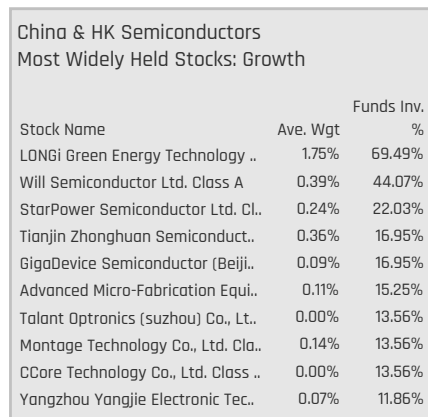 China & HK Semiconductors
Most Widely Held Stocks: Growth
Funds Inv.
Stock Name Ave. Wgt %
LONGi Green Energy Technology .. 1.75% 69.49%
Will Semiconductor Ltd. Class A 0.39% 44.07%
StarPower Semiconductor Ltd. Cl.. 0.24% 22.03%
Tianjin Zhonghuan Semiconduct.. 0.36% 16.95%
GigaDevice Semiconductor (Beiji.. 0.09% 16.95%
Advanced Micro-Fabrication Equi.. 0.11% 15.25%
Talant Optronics (suzhou) Co., Lt.. 0.00% 13.56%
Montage Technology Co., Ltd. Cla.. 0.14% 13.56%
CCore Technology Co., Ltd. Class .. 0.00% 13.56%
Yangzhou Yangjie Electronic Tec.. 0.07% 11.86%